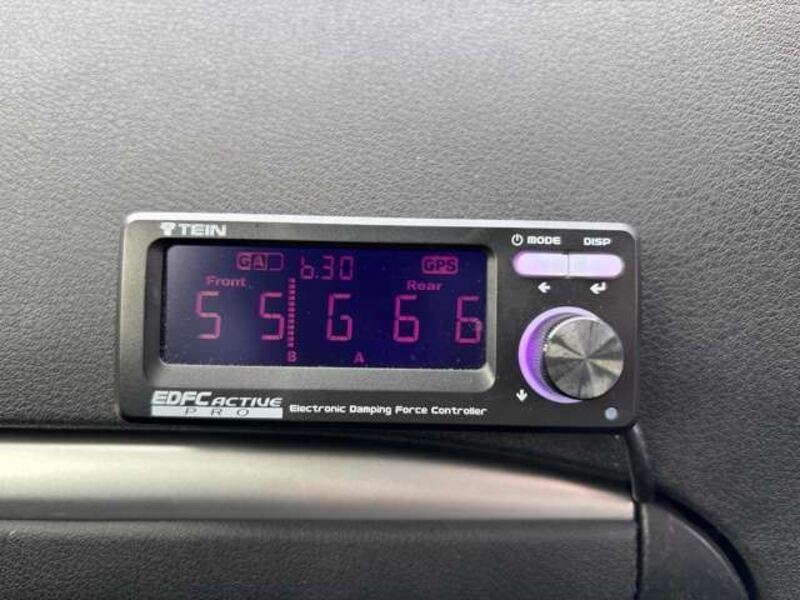 TEIN
MODE DISP
GA 6.30 GPS
Front Rear
5 5 G 6 6
B A
EDFC ACTIVE
PRO
Electronic Damping Force Controller